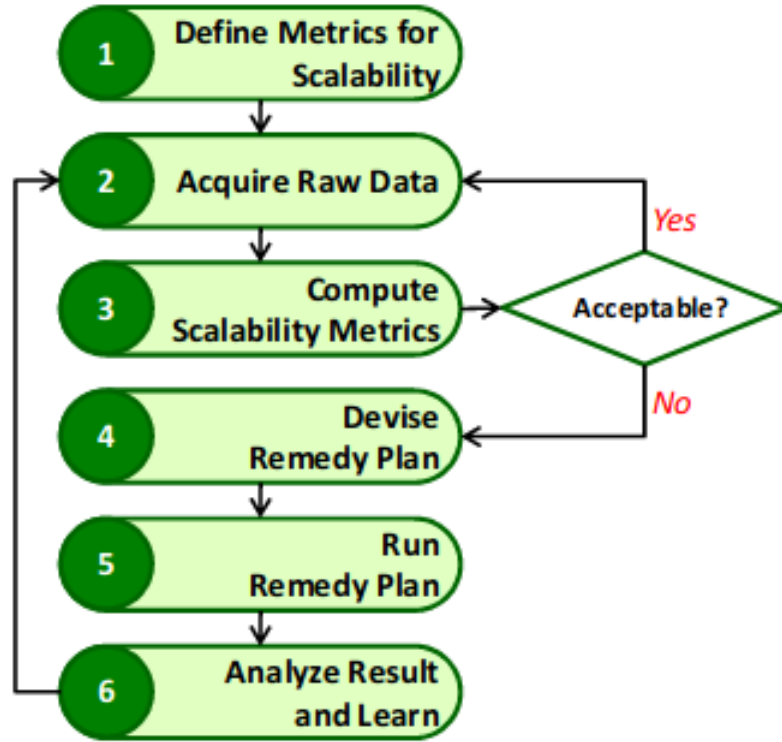 1
Define Metrics for
Scalability
2
Acquire Raw Data
Yes
3
Compute
Scalability Metrics
Acceptable?
No
4
Devise
Remedy Plan
5
Run
Remedy Plan
6
Analyze Result
and Learn